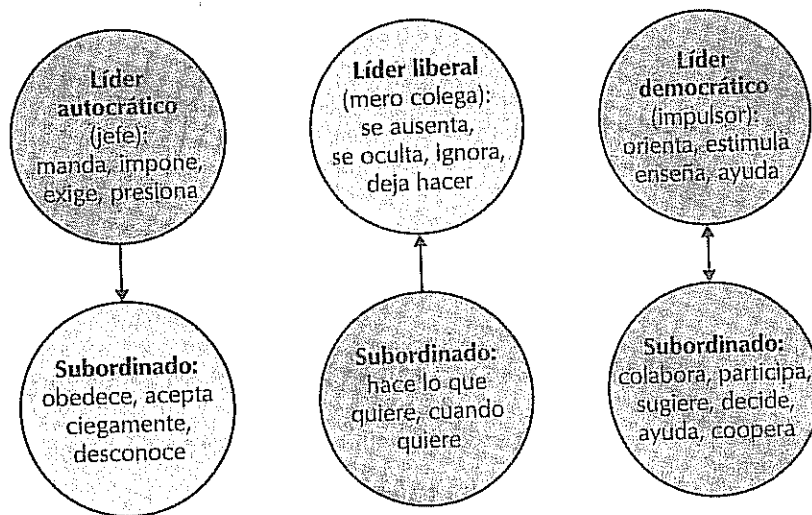 Líder
autocrático
(jefe):
manda, impone,
exige, presiona
Líder liberal
(mero colega):
se ausenta,
se oculta, ignora,
deja hacer
Líder
democrático
(impulsor):
orienta, estimula
enseña, ayuda
Subordinado:
obedece, acepta
ciegamente,
desconoce
Subordinado:
hace lo que
quiere, cuando
quiere
Subordinado:
colabora, participa,
sugiere, decide,
ayuda, coopera